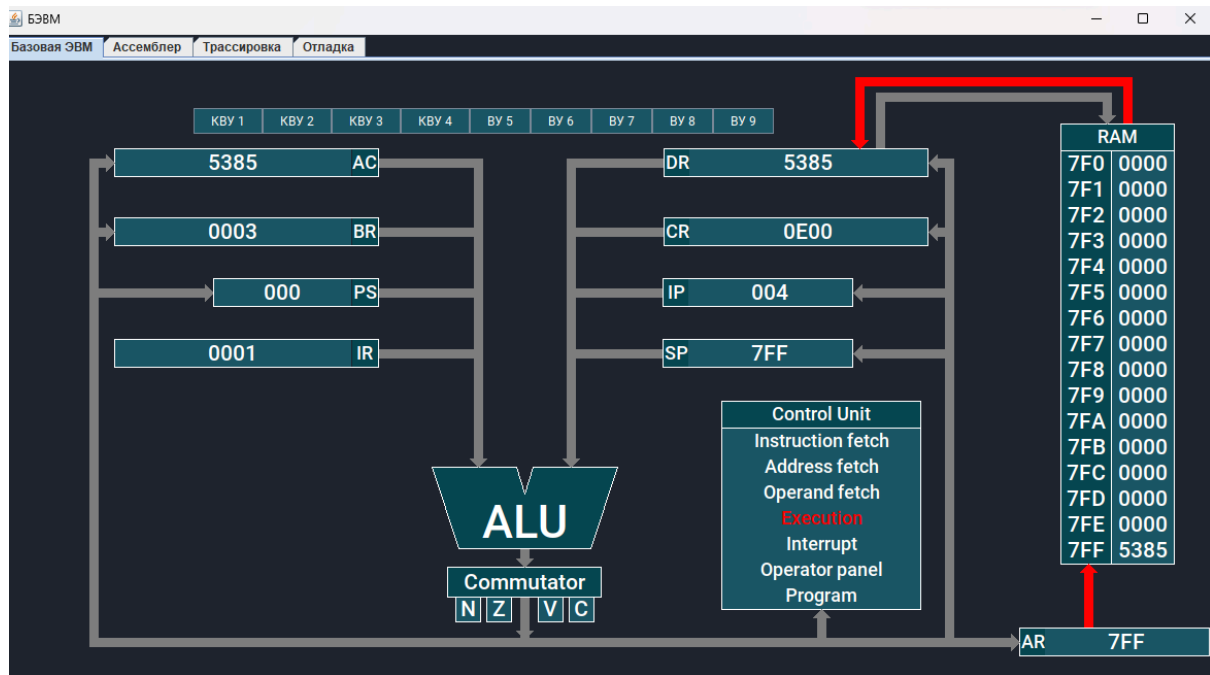 БЭВМ
Базовая ЭВМ Ассемблер Трассировка Отладка
КВУ 1 КВУ 2 КВУ 3 КВУ 4 ВУ 5 ВУ 6 ВУ 7 ВУ 8 ВУ 9
RAM
5385 AC
DR 5385
0003 BR
CR 0E00
000 PS
IP 004
0001 IR
SP 7FF
7F0 0000
7F1 0000
7F2 0000
7F3 0000
7F4 0000
7F5 0000
7F6 0000
7F7 0000
7F8 0000
7F9 0000
7FA 0000
7FB 0000
7FC 0000
7FD 0000
7FE 0000
7FF 5385
Control Unit
Instruction fetch
Address fetch
Operand fetch
Execution
Interrupt
Operator panel
Program
ALU
Commutator
N Z V C
AR 7FF